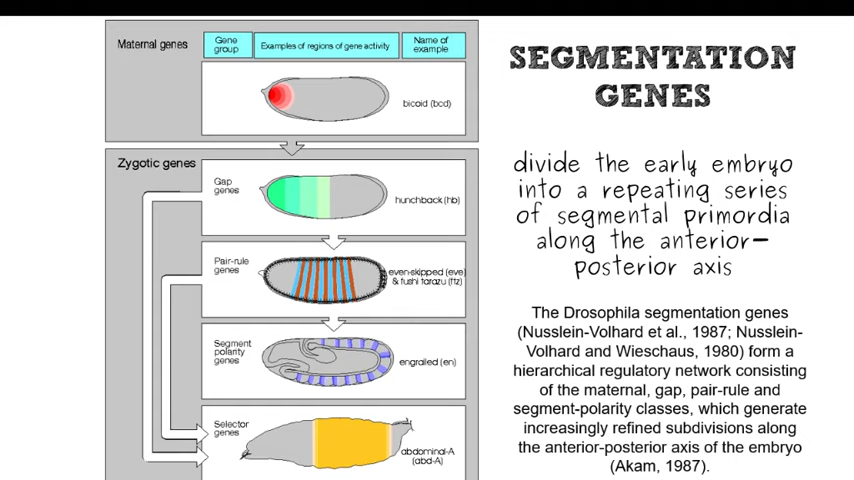 Maternal genes
Gene group
Examples of regions of gene activity
Name of example
bicoid (bcd)
Zygotic genes
Gap genes
hunchback (hb)
Pair-rule genes
even-skipped (eve)
& fushi tarazu (ftz)
Segment polarity genes
engrailed (en)
Selector genes
abdominal-A
(abd-A)
SEGMENTATION
GENES
divide the early embryo
into a repeating series
of segmental primordia
along the anterior-
posterior axis
The Drosophila segmentation genes
(Nusslein-Volhard et al., 1987; Nusslein-
Volhard and Wieschaus, 1980) form a
hierarchical regulatory network consisting
of the maternal, gap, pair-rule and
segment-polarity classes, which generate
increasingly refined subdivisions along
the anterior-posterior axis of the embryo
(Akam, 1987).